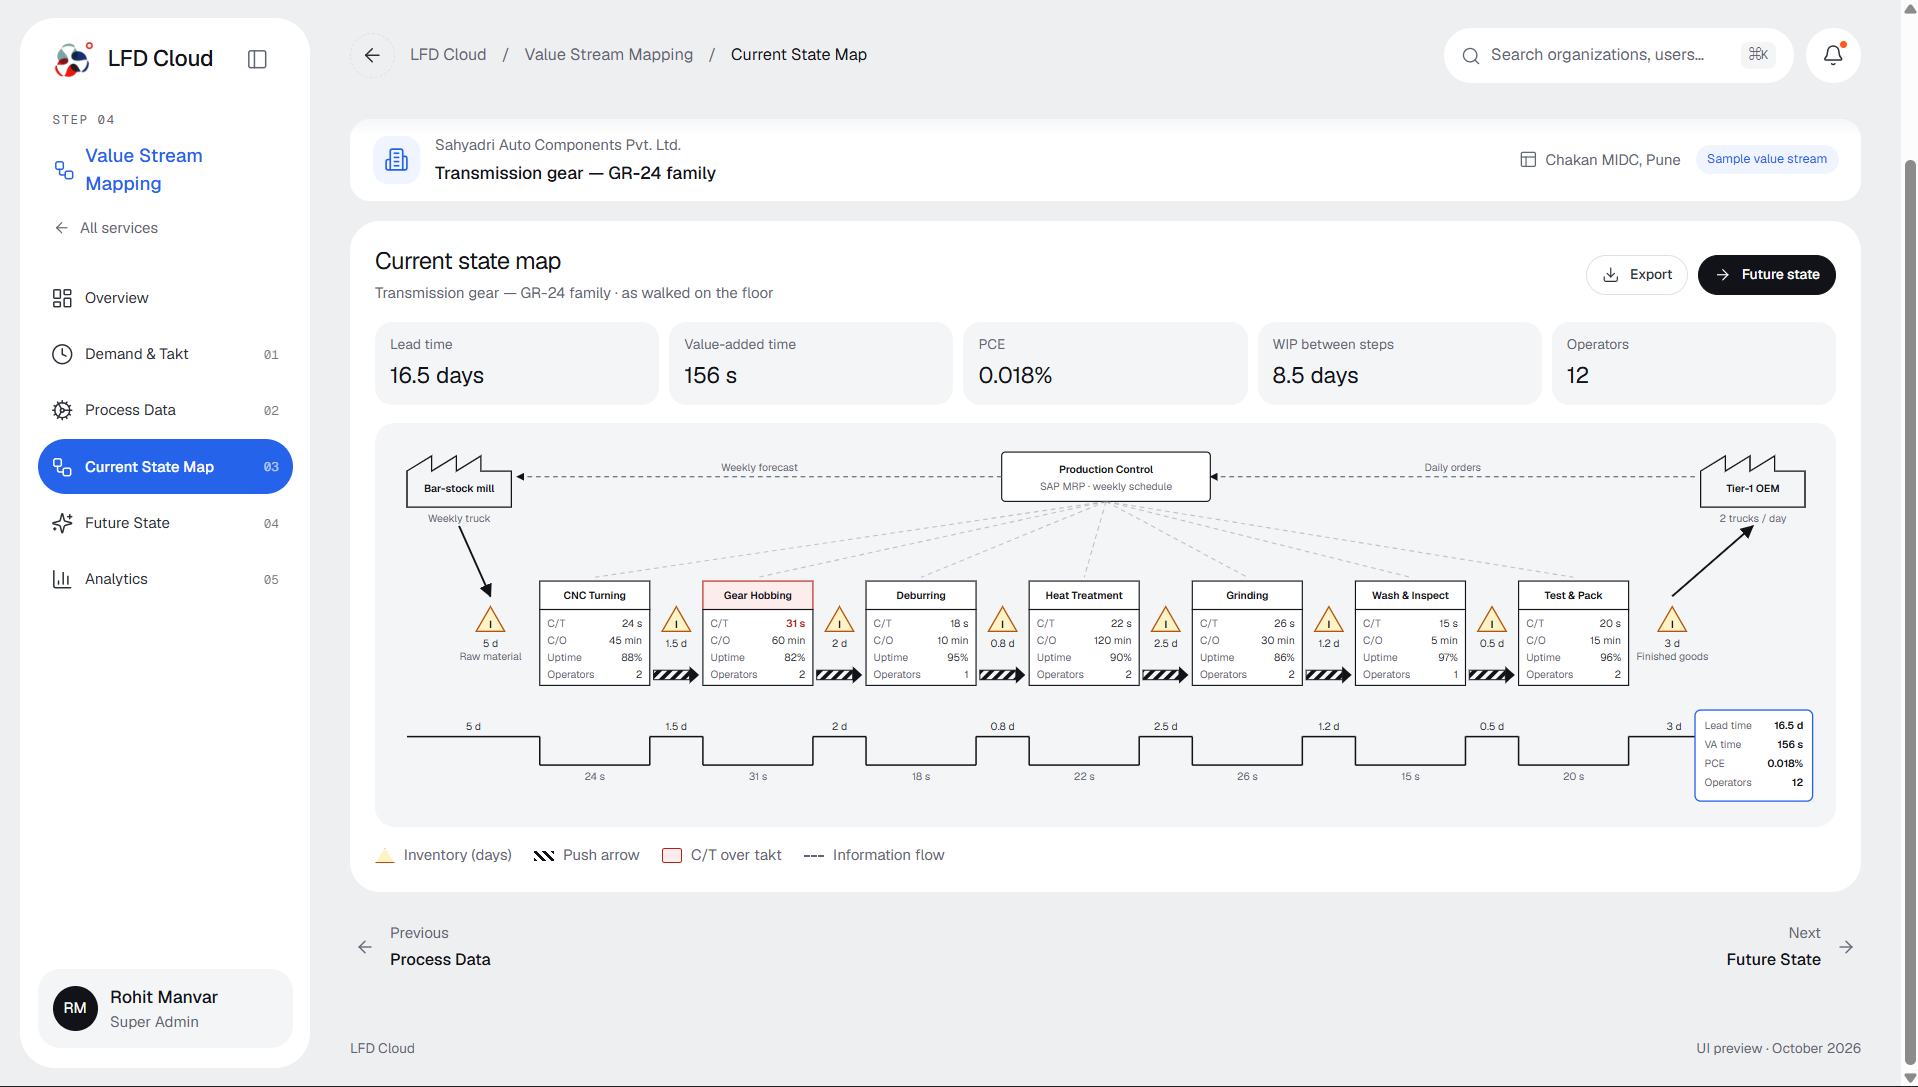 LFD Cloud
STEP 04
Value Stream
Mapping
All services
Overview
Demand & Takt 01
Process Data 02
Current State Map 03
Future State 04
Analytics 05
RM
Rohit Manvar
Super Admin
LFD Cloud / Value Stream Mapping / Current State Map
Search organizations, users... ⌘K
Sahyadri Auto Components Pvt. Ltd.
Transmission gear — GR-24 family
Chakan MIDC, Pune
Sample value stream
Current state map
Transmission gear — GR-24 family · as walked on the floor
Export
Future state
Lead time
16.5 days
Value-added time
156 s
PCE
0.018%
WIP between steps
8.5 days
Operators
12
Bar-stock mill
Weekly truck
Weekly forecast
Production Control
SAP MRP · weekly schedule
Daily orders
Tier-1 OEM
2 trucks / day
I
5 d
Raw material
CNC Turning
C/T 24 s
C/O 45 min
Uptime 88%
Operators 2
I
1.5 d
Gear Hobbing
C/T 31 s
C/O 60 min
Uptime 82%
Operators 2
I
2 d
Deburring
C/T 18 s
C/O 10 min
Uptime 95%
Operators 1
I
0.8 d
Heat Treatment
C/T 22 s
C/O 120 min
Uptime 90%
Operators 2
I
2.5 d
Grinding
C/T 26 s
C/O 30 min
Uptime 86%
Operators 2
I
1.2 d
Wash & Inspect
C/T 15 s
C/O 5 min
Uptime 97%
Operators 1
I
0.5 d
Test & Pack
C/T 20 s
C/O 15 min
Uptime 96%
Operators 2
I
3 d
Finished goods
5 d 1.5 d 2 d 0.8 d 2.5 d 1.2 d 0.5 d 3 d
24 s 31 s 18 s 22 s 26 s 15 s 20 s
Lead time 16.5 d
VA time 156 s
PCE 0.018%
Operators 12
Inventory (days)
Push arrow
C/T over takt
Information flow
Previous
Process Data
Next
Future State
LFD Cloud
UI preview · October 2026